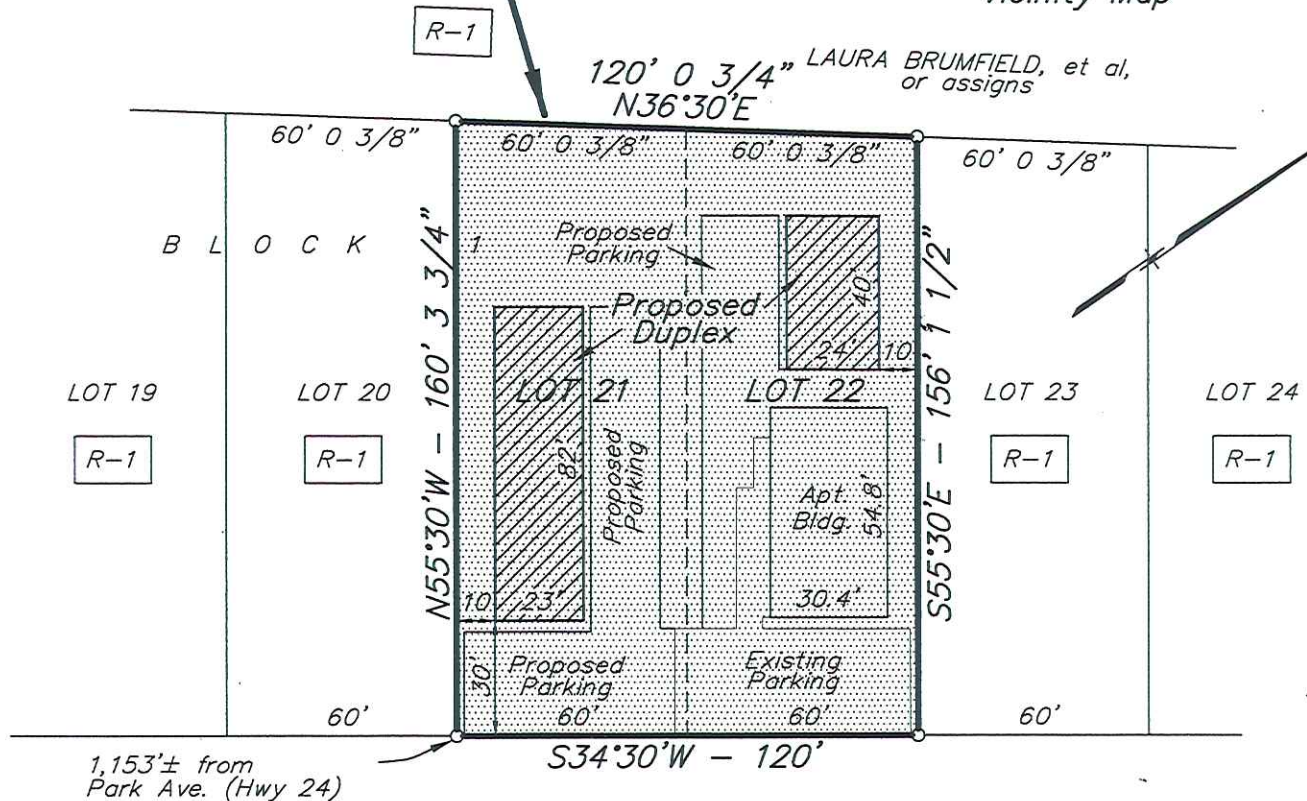 Vicinity Map
R-1
LAURA BRUMFIELD, et al,
or assigns
120' 0 3/4"
N36°30'E
60' 0 3/8"
60' 0 3/8"
60' 0 3/8"
60' 0 3/8"
B L O C K 1
Proposed
Parking
Proposed
Duplex
40'
24'
10
N55°30'W - 160' 3 3/4"
S55°30'E - 156' 1 1/2"
LOT 19
LOT 20
LOT 21
LOT 22
LOT 23
LOT 24
R-1
R-1
R-1
R-1
82'
Proposed
Parking
Apt.
Bldg.
54.8'
30.4'
10
23'
30'
Proposed
Parking
Existing
Parking
60'
60'
60'
60'
S34°30'W - 120'
1,153'± from
Park Ave. (Hwy 24)